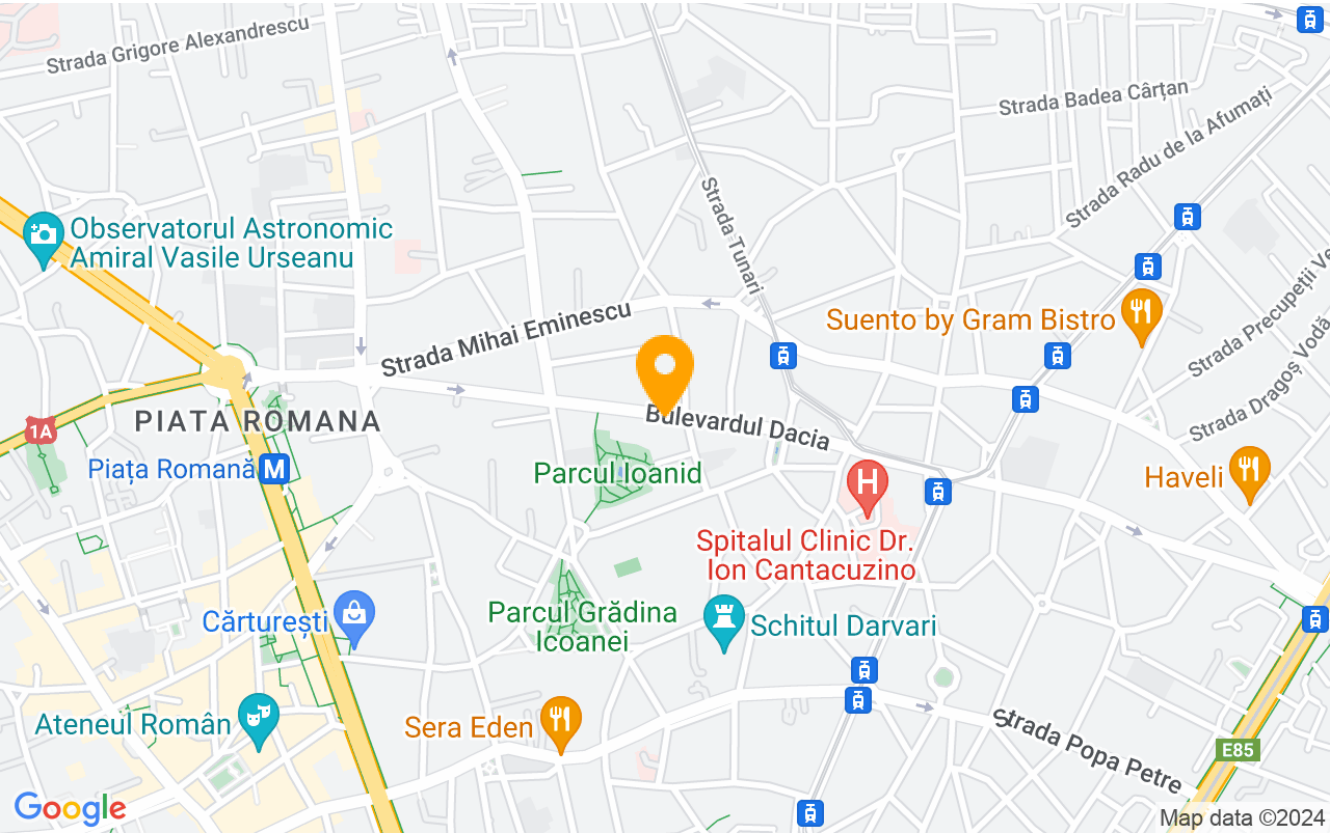 Strada Grigore Alexandrescu
Strada Badea Cârțan
Strada Radu de la Afumați
Strada Tunari
Observatorul Astronomic
Amiral Vasile Urseanu
Strada Precupeții Ve
Suento by Gram Bistro
Strada Mihai Eminescu
Strada Dragoș Vodă
PIATA ROMANA
1A
Bulevardul Dacia
Piața Romană
M
Parcul Ioanid
Haveli
H
Spitalul Clinic Dr.
Ion Cantacuzino
Parcul Grădina
Icoanei
Cărturești
Schitul Darvari
Ateneul Român
Sera Eden
Strada Popa Petre
E85
Google
Map data ©2024